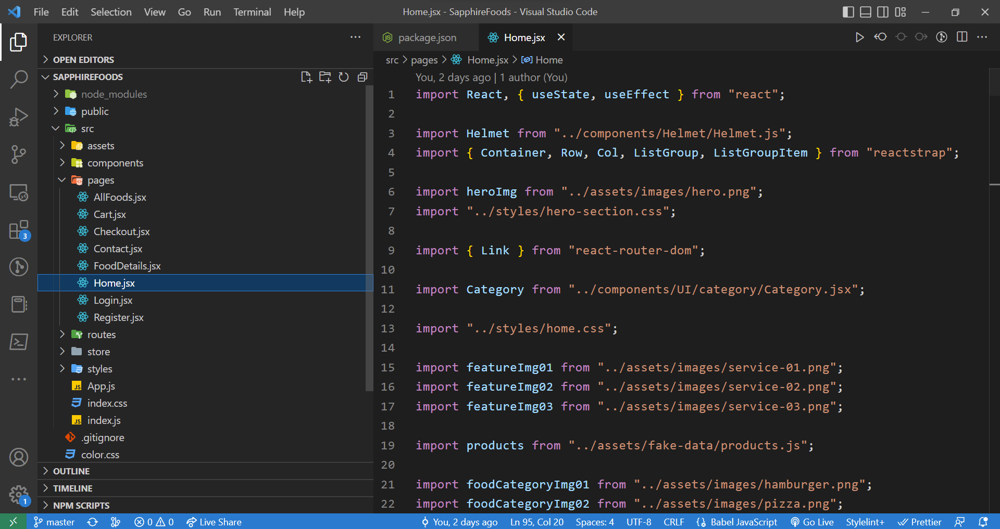 File Edit Selection View Go Run Terminal Help
Home.jsx - SapphireFoods - Visual Studio Code
EXPLORER
OPEN EDITORS
SAPPHIREFOODS
node_modules
public
src
assets
components
pages
AllFoods.jsx
Cart.jsx
Checkout.jsx
Contact.jsx
FoodDetails.jsx
Home.jsx
Login.jsx
Register.jsx
routes
store
styles
JS App.js
index.css
JS index.js
.gitignore
color.css
OUTLINE
TIMELINE
NPM SCRIPTS
3
1
package.json Home.jsx
src > pages > Home.jsx > Home
You, 2 days ago | 1 author (You)
1 import React, { useState, useEffect } from "react";
2
3 import Helmet from "../components/Helmet/Helmet.js";
4 import { Container, Row, Col, ListGroup, ListGroupItem } from "reactstrap";
5
6 import heroImg from "../assets/images/hero.png";
7 import "../styles/hero-section.css";
8
9 import { Link } from "react-router-dom";
10
11 import Category from "../components/UI/category/Category.jsx";
12
13 import "../styles/home.css";
14
15 import featureImg01 from "../assets/images/service-01.png";
16 import featureImg02 from "../assets/images/service-02.png";
17 import featureImg03 from "../assets/images/service-03.png";
18
19 import products from "../assets/fake-data/products.js";
20
21 import foodCategoryImg01 from "../assets/images/hamburger.png";
22 import foodCategoryImg02 from "../assets/images/pizza.png";
master 0 0 Live Share You, 2 days ago Ln 95, Col 20 Spaces: 4 UTF-8 CRLF Babel JavaScript Go Live Stylelint+ Prettier